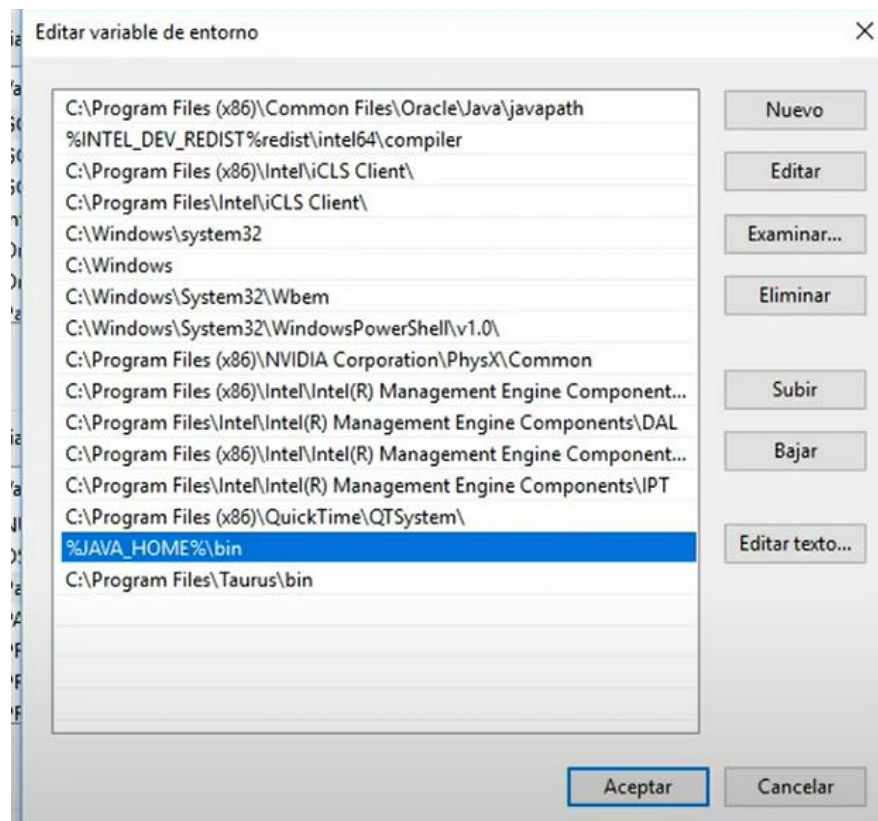 Editar variable de entorno
C:\Program Files (x86)\Common Files\Oracle\Java\javapath
%INTEL_DEV_REDIST%redist\intel64\compiler
C:\Program Files (x86)\Intel\iCLS Client\
C:\Program Files\Intel\iCLS Client\
C:\Windows\system32
C:\Windows
C:\Windows\System32\Wbem
C:\Windows\System32\WindowsPowerShell\v1.0\
C:\Program Files (x86)\NVIDIA Corporation\PhysX\Common
C:\Program Files (x86)\Intel\Intel(R) Management Engine Component...
C:\Program Files\Intel\Intel(R) Management Engine Components\DAL
C:\Program Files (x86)\Intel\Intel(R) Management Engine Component...
C:\Program Files\Intel\Intel(R) Management Engine Components\IPT
C:\Program Files (x86)\QuickTime\QTSystem\
%JAVA_HOME%\bin
C:\Program Files\Taurus\bin
Nuevo
Editar
Examinar...
Eliminar
Subir
Bajar
Editar texto...
Aceptar
Cancelar